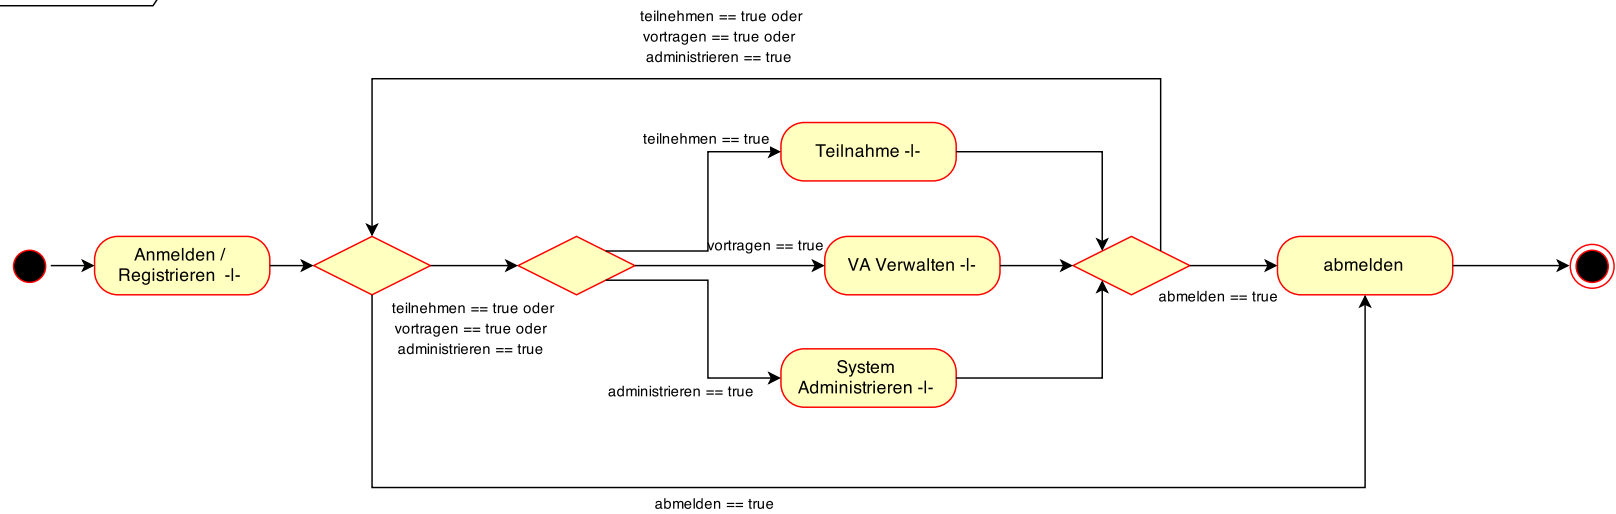 teilnehmen == true oder
vortragen == true oder
administrieren == true
teilnehmen == true
Teilnahme -l-
Anmelden /
Registrieren -l-
vortragen == true
VA Verwalten -l-
abmelden
abmelden == true
teilnehmen == true oder
vortragen == true oder
administrieren == true
System
Administrieren -l-
administrieren == true
abmelden == true